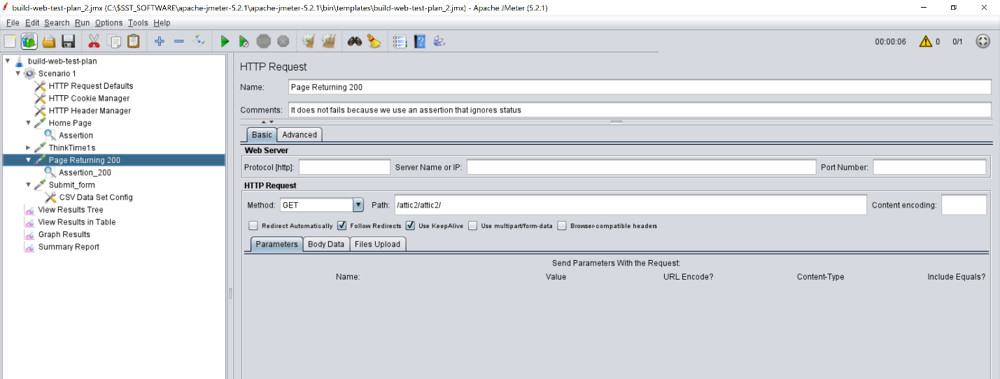 build-web-test-plan_2.jmx (C:\$SST_SOFTWARE\apache-jmeter-5.2.1\apache-jmeter-5.2.1\bin\templates\build-web-test-plan_2.jmx) - Apache JMeter (5.2.1)
File Edit Search Run Options Tools Help
00:00:06 0 0/1
build-web-test-plan
Scenario 1
HTTP Request Defaults
HTTP Cookie Manager
HTTP Header Manager
Home Page
Assertion
ThinkTime1s
Page Returning 200
Assertion_200
Submit_form
CSV Data Set Config
View Results Tree
View Results in Table
Graph Results
Summary Report
HTTP Request
Name: Page Returning 200
Comments: It does not fails because we use an assertion that ignores status
Basic Advanced
Web Server
Protocol [http]: Server Name or IP: Port Number:
HTTP Request
Method: GET Path: /attic2/attic2/ Content encoding:
Redirect Automatically Follow Redirects Use KeepAlive Use multipart/form-data Browser-compatible headers
Parameters Body Data Files Upload
Send Parameters With the Request:
Name: Value URL Encode? Content-Type Include Equals?